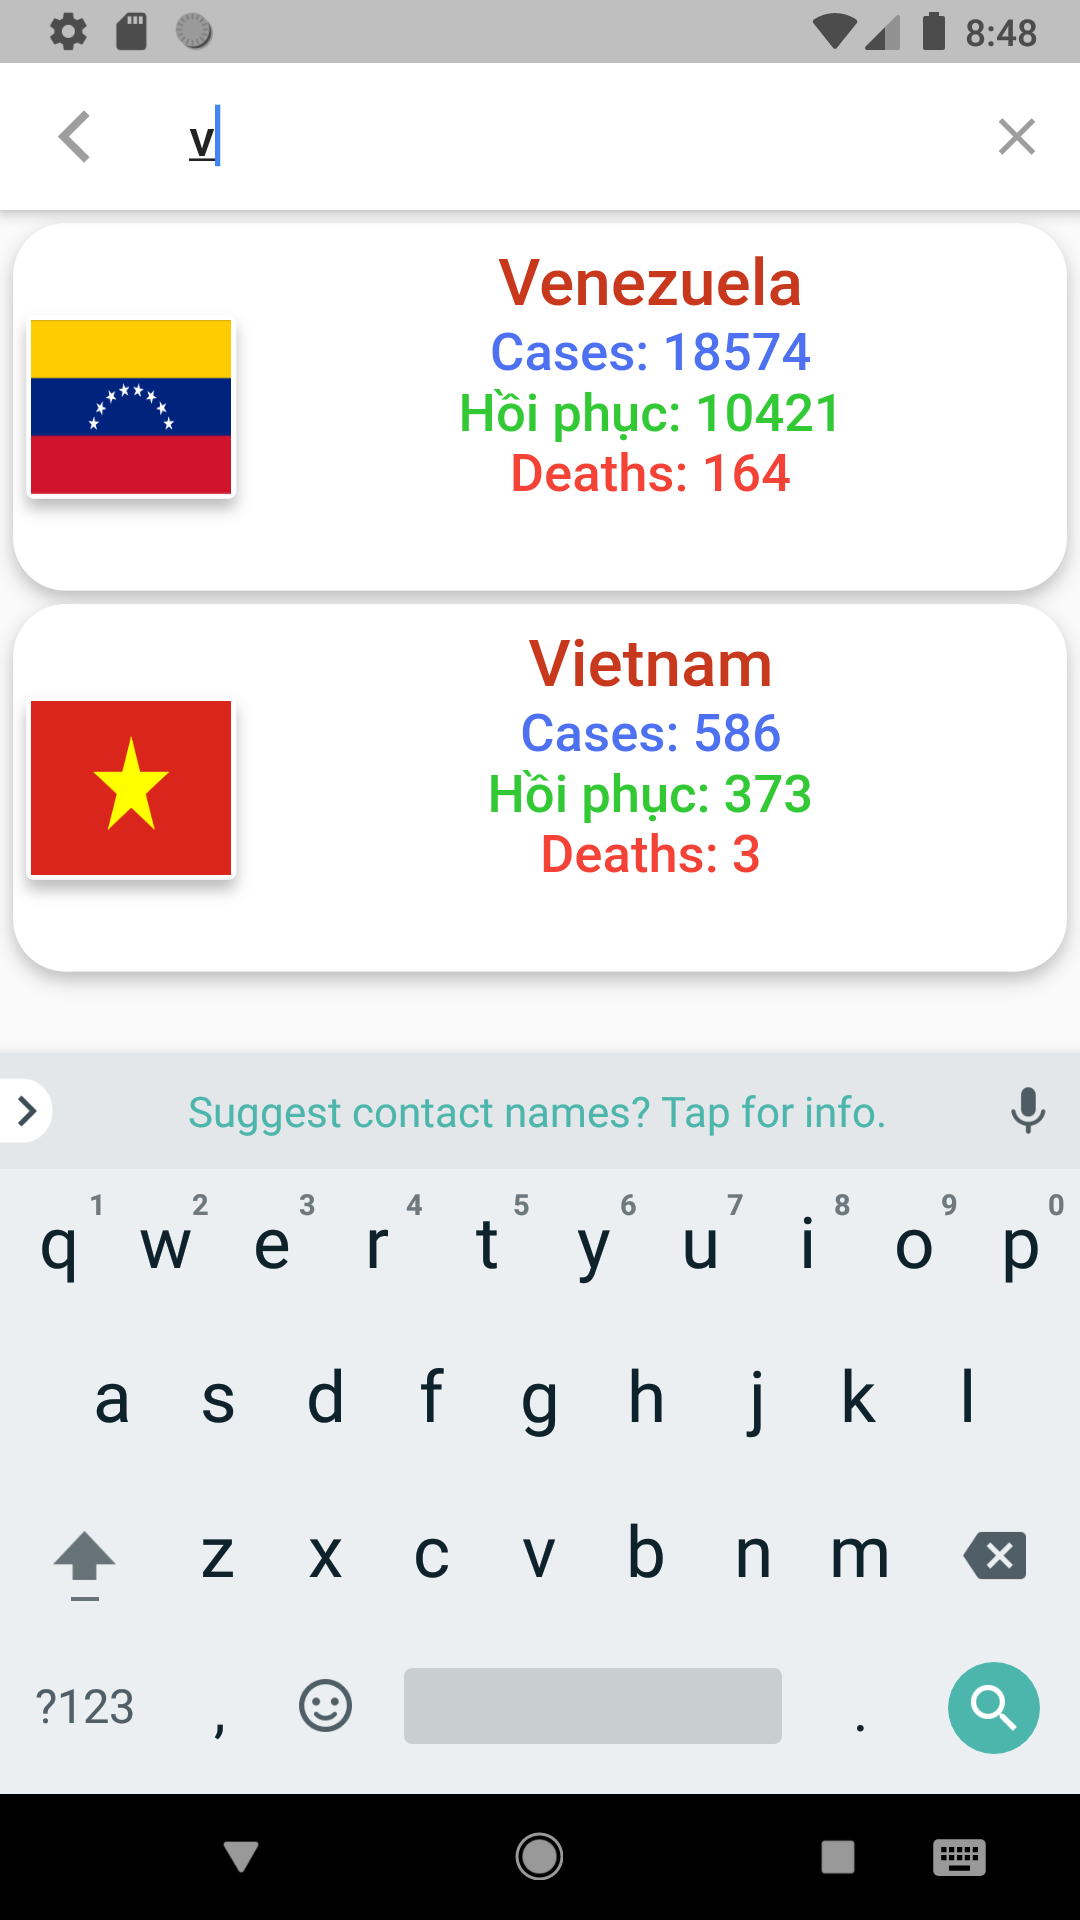 8:48
v
Venezuela
Cases: 18574
Hồi phục: 10421
Deaths: 164
Vietnam
Cases: 586
Hồi phục: 373
Deaths: 3
Suggest contact names? Tap for info.
1 2 3 4 5 6 7 8 9 0
q w e r t y u i o p
a s d f g h j k l
z x c v b n m
?123 , .